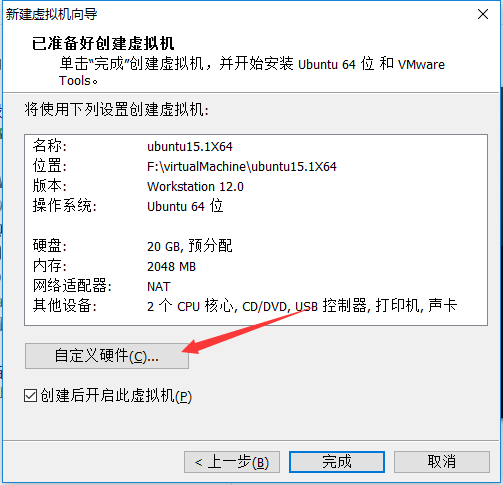 新建虚拟机向导
已准备好创建虚拟机
单击“完成”创建虚拟机，并开始安装 Ubuntu 64 位 和 VMware
Tools。
将使用下列设置创建虚拟机:
名称: ubuntu15.1X64
位置: F:\virtualMachine\ubuntu15.1X64
版本: Workstation 12.0
操作系统: Ubuntu 64 位
硬盘: 20 GB, 预分配
内存: 2048 MB
网络适配器: NAT
其他设备: 2 个 CPU 核心, CD/DVD, USB 控制器, 打印机, 声卡
自定义硬件(C)...
创建后开启此虚拟机(P)
< 上一步(B) 完成 取消